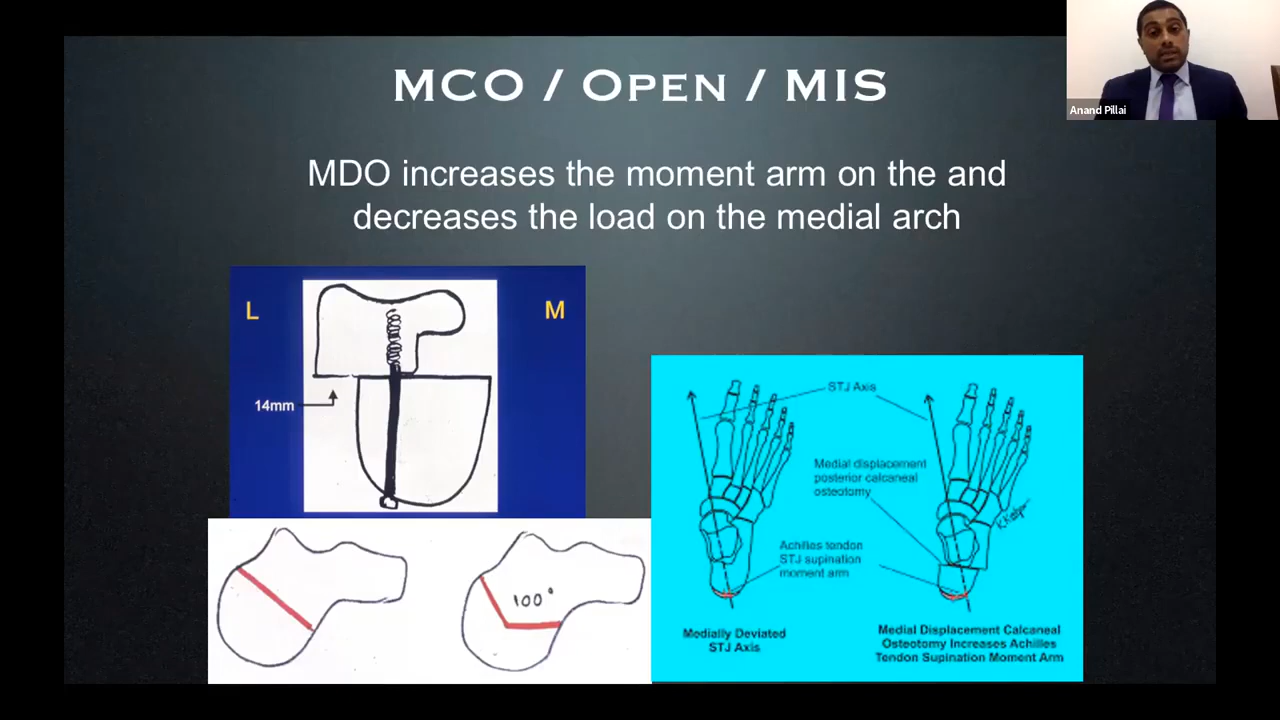 MCO / OPEN / MIS
Anand Pillai
MDO increases the moment arm on the and
decreases the load on the medial arch
L
M
14mm
100°
STJ Axis
Medial displacement
posterior calcaneal
osteotomy
Achilles tendon
STJ supination
moment arm
Medially Deviated
STJ Axis
Medial Displacement Calcaneal
Osteotomy Increases Achilles
Tendon Supination Moment Arm